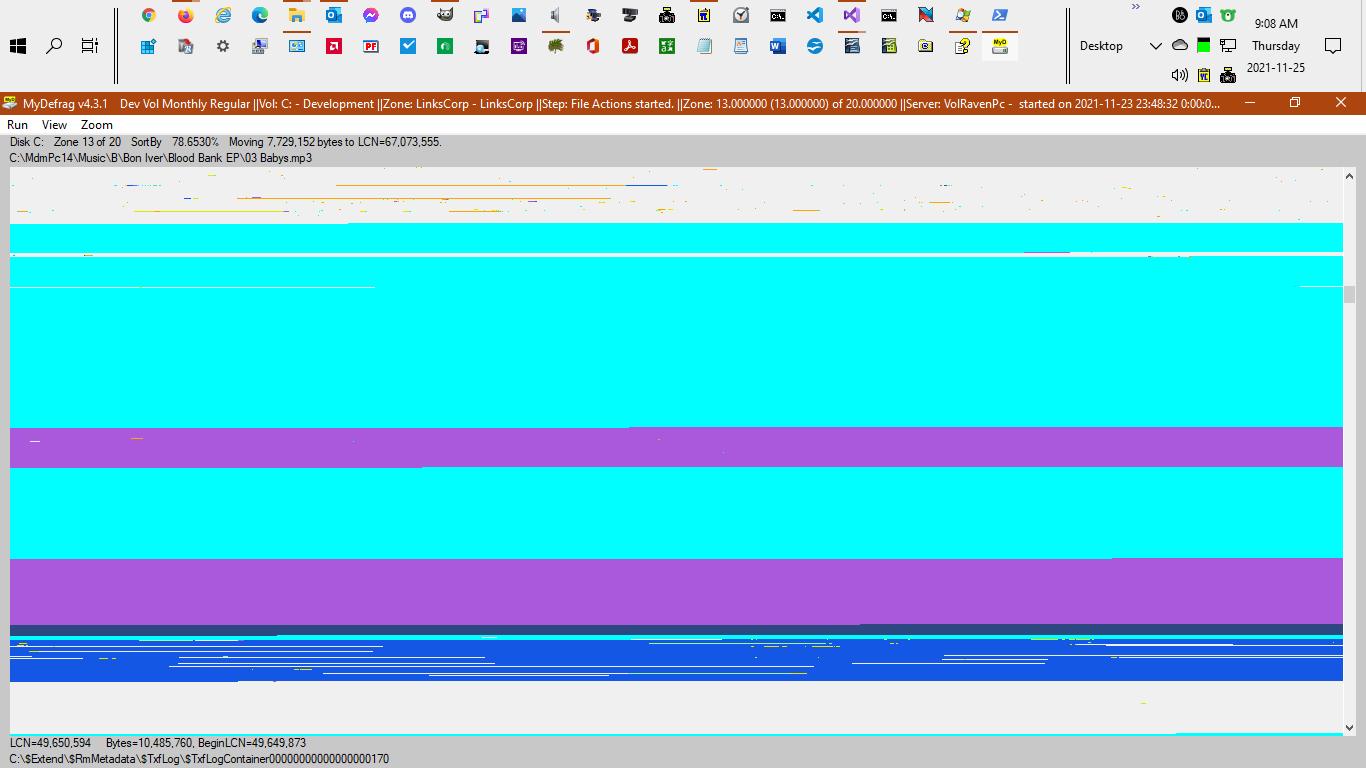 9:08 AM
Desktop
Thursday
2021-11-25
MyDefrag v4.3.1 Dev Vol Monthly Regular ||Vol: C: - Development ||Zone: LinksCorp - LinksCorp ||Step: File Actions started. ||Zone: 13.000000 (13.000000) of 20.000000 ||Server: VolRavenPc - started on 2021-11-23 23:48:32 0:00:0...
Run View Zoom
Disk C: Zone 13 of 20 SortBy 78.6530% Moving 7,729,152 bytes to LCN=67,073,555.
C:\MdmPc14\Music\B\Bon Iver\Blood Bank EP\03 Babys.mp3
LCN=49,650,594 Bytes=10,485,760, BeginLCN=49,649,873
C:\$Extend\$RmMetadata\$TxfLog\$TxfLogContainer00000000000000000170